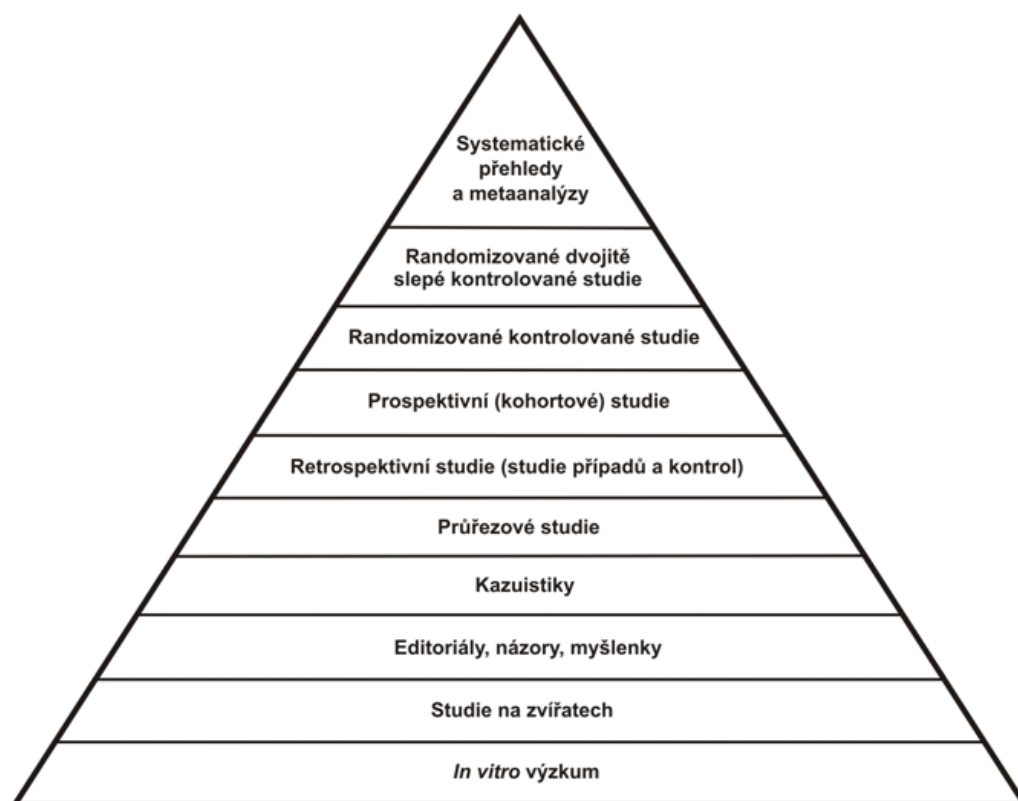 Systematické
přehledy
a metaanalýzy
Randomizované dvojitě
slepé kontrolované studie
Randomizované kontrolované studie
Prospektivní (kohortové) studie
Retrospektivní studie (studie případů a kontrol)
Průřezové studie
Kazuistiky
Editoriály, názory, myšlenky
Studie na zvířatech
In vitro výzkum